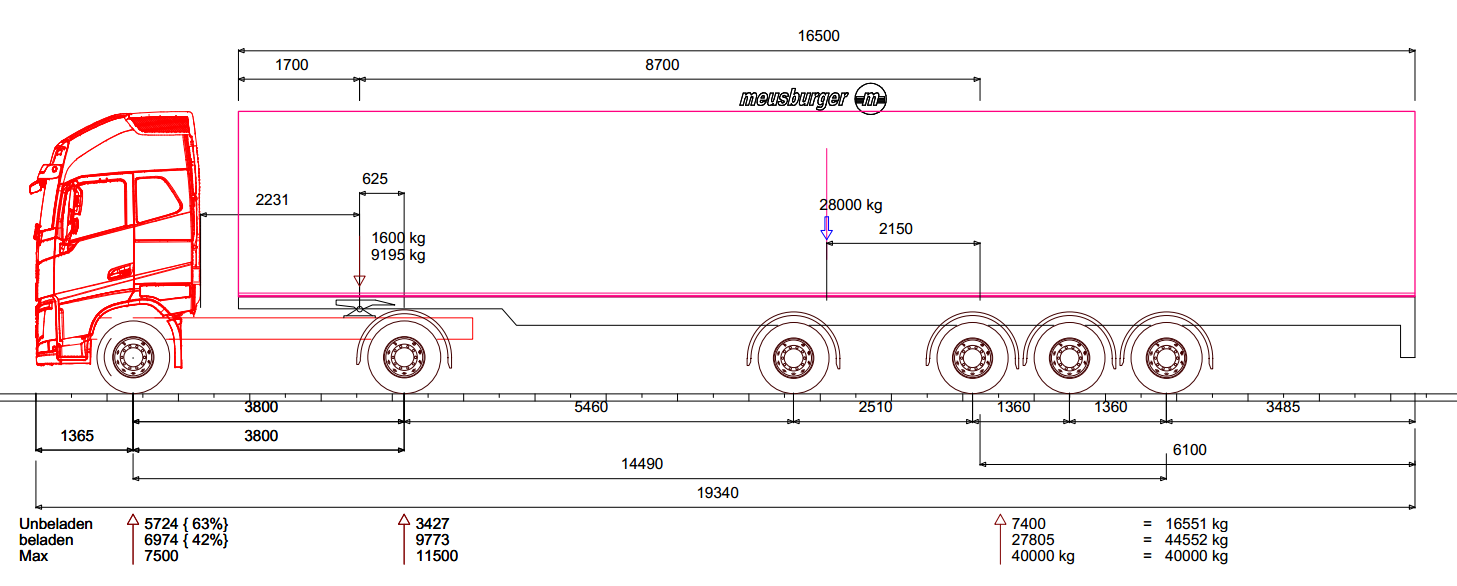 16500
1700 8700
meusburger m
625
2231
28000 kg
2150
1600 kg
9195 kg
3800 5460 2510 1360 1360 3485
1365 3800
6100
14490
19340
Unbeladen 5724 { 63%} 3427 7400 = 16551 kg
beladen 6974 { 42%} 9773 27805 = 44552 kg
Max 7500 11500 40000 kg = 40000 kg